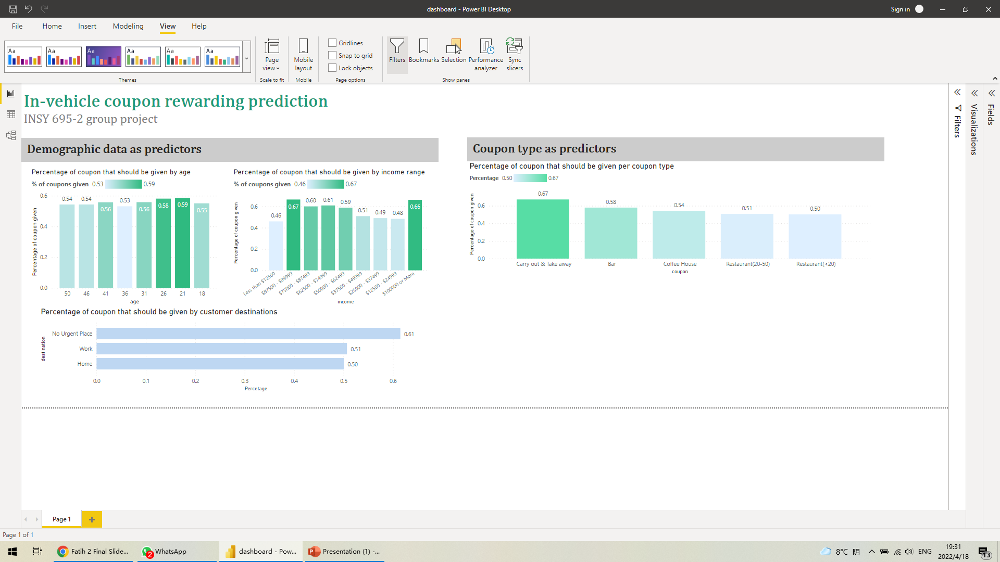 dashboard - Power BI Desktop
Sign in
File Home Insert Modeling View Help
Aa Aa Aa Aa Aa Aa
Themes
Page view
Scale to fit
Mobile layout
Mobile
Gridlines
Snap to grid
Lock objects
Page options
Filters
Bookmarks
Selection
Performance analyzer
Sync slicers
Show panes
In-vehicle coupon rewarding prediction
INSY 695-2 group project
Demographic data as predictors
Percentage of coupon that should be given by age
% of coupons given 0.53 0.59
Percentage of coupon given
0.6
0.4
0.2
0.0
0.54 0.54 0.56 0.53 0.56 0.58 0.59 0.55
50 46 41 36 31 26 21 18
age
Percentage of coupon that should be given by income range
% of coupons given 0.46 0.67
Percentage of coupon given
0.6
0.4
0.2
0.0
0.46 0.67 0.60 0.61 0.59 0.51 0.49 0.48 0.66
Less than $12500
$87500 - $99999
$75000 - $87499
$62500 - $74999
$50000 - $62499
$37500 - $49999
$25000 - $37499
$12500 - $24999
$100000 or More
income
Percentage of coupon that should be given by customer destinations
destination
No Urgent Place 0.61
Work 0.51
Home 0.50
0.0 0.1 0.2 0.3 0.4 0.5 0.6
Percetage
Coupon type as predictors
Percentage of coupon that should be given per coupon type
Percentage 0.50 0.67
Percentage of coupon given
0.6
0.4
0.2
0.0
0.67 0.58 0.54 0.51 0.50
Carry out & Take away Bar Coffee House Restaurant(20-50) Restaurant(<20)
coupon
Filters
Visualizations
Fields
Page 1
Page 1 of 1
Fatih 2 Final Slide...
2
WhatsApp
dashboard - Pow...
Presentation (1) -...
8°C 阴
ENG
19:31
2022/4/18
13